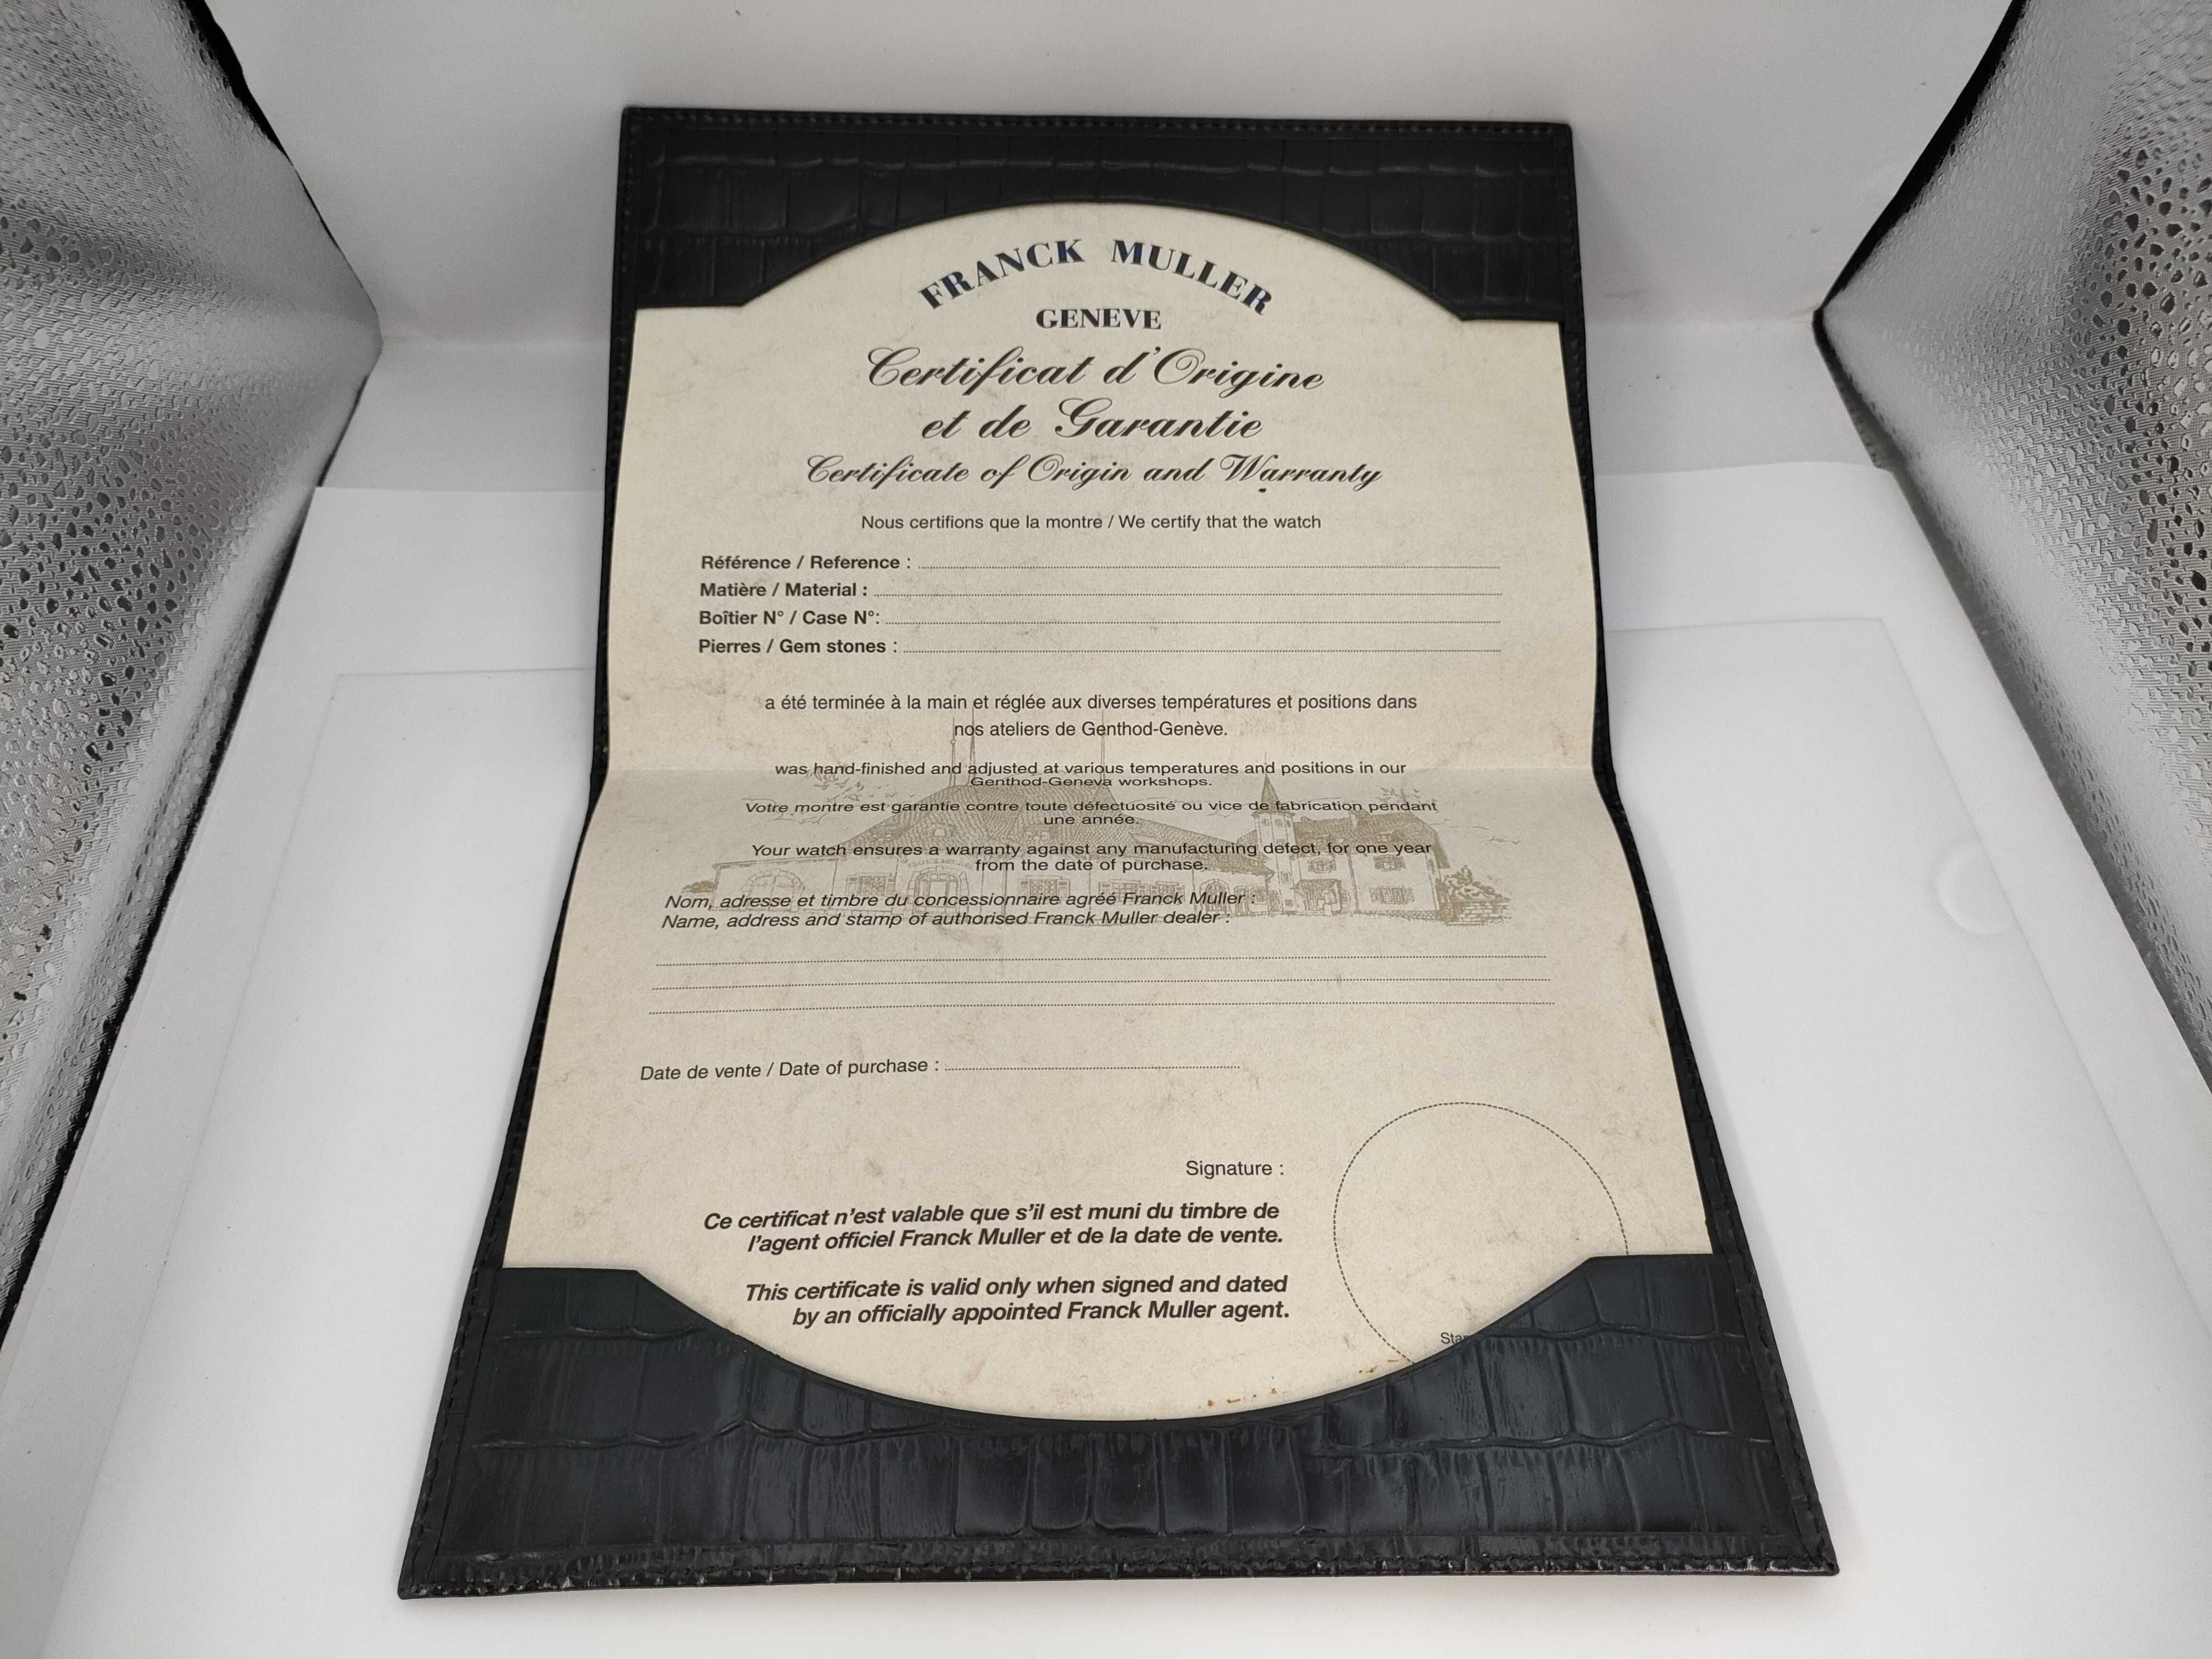 FRANCK MULLER
GENEVE
Certificat d'Origine
et de Garantie
Certificate of Origin and Warranty
Nous certifions que la montre / We certify that the watch
Référence / Reference :
Matière / Material :
Boîtier N° / Case N°:
Pierres / Gem stones :
a été terminée à la main et réglée aux diverses températures et positions dans
nos ateliers de Genthod-Genève.
was hand-finished and adjusted at various temperatures and positions in our
Genthod-Geneva workshops.
Votre montre est garantie contre toute défectuosité ou vice de fabrication pendant
une année.
Your watch ensures a warranty against any manufacturing defect, for one year
from the date of purchase.
Nom, adresse et timbre du concessionnaire agréé Franck Muller :
Name, address and stamp of authorised Franck Muller dealer :
Date de vente / Date of purchase :
Signature :
Ce certificat n'est valable que s'il est muni du timbre de
l'agent officiel Franck Muller et de la date de vente.
This certificate is valid only when signed and dated
by an officially appointed Franck Muller agent.